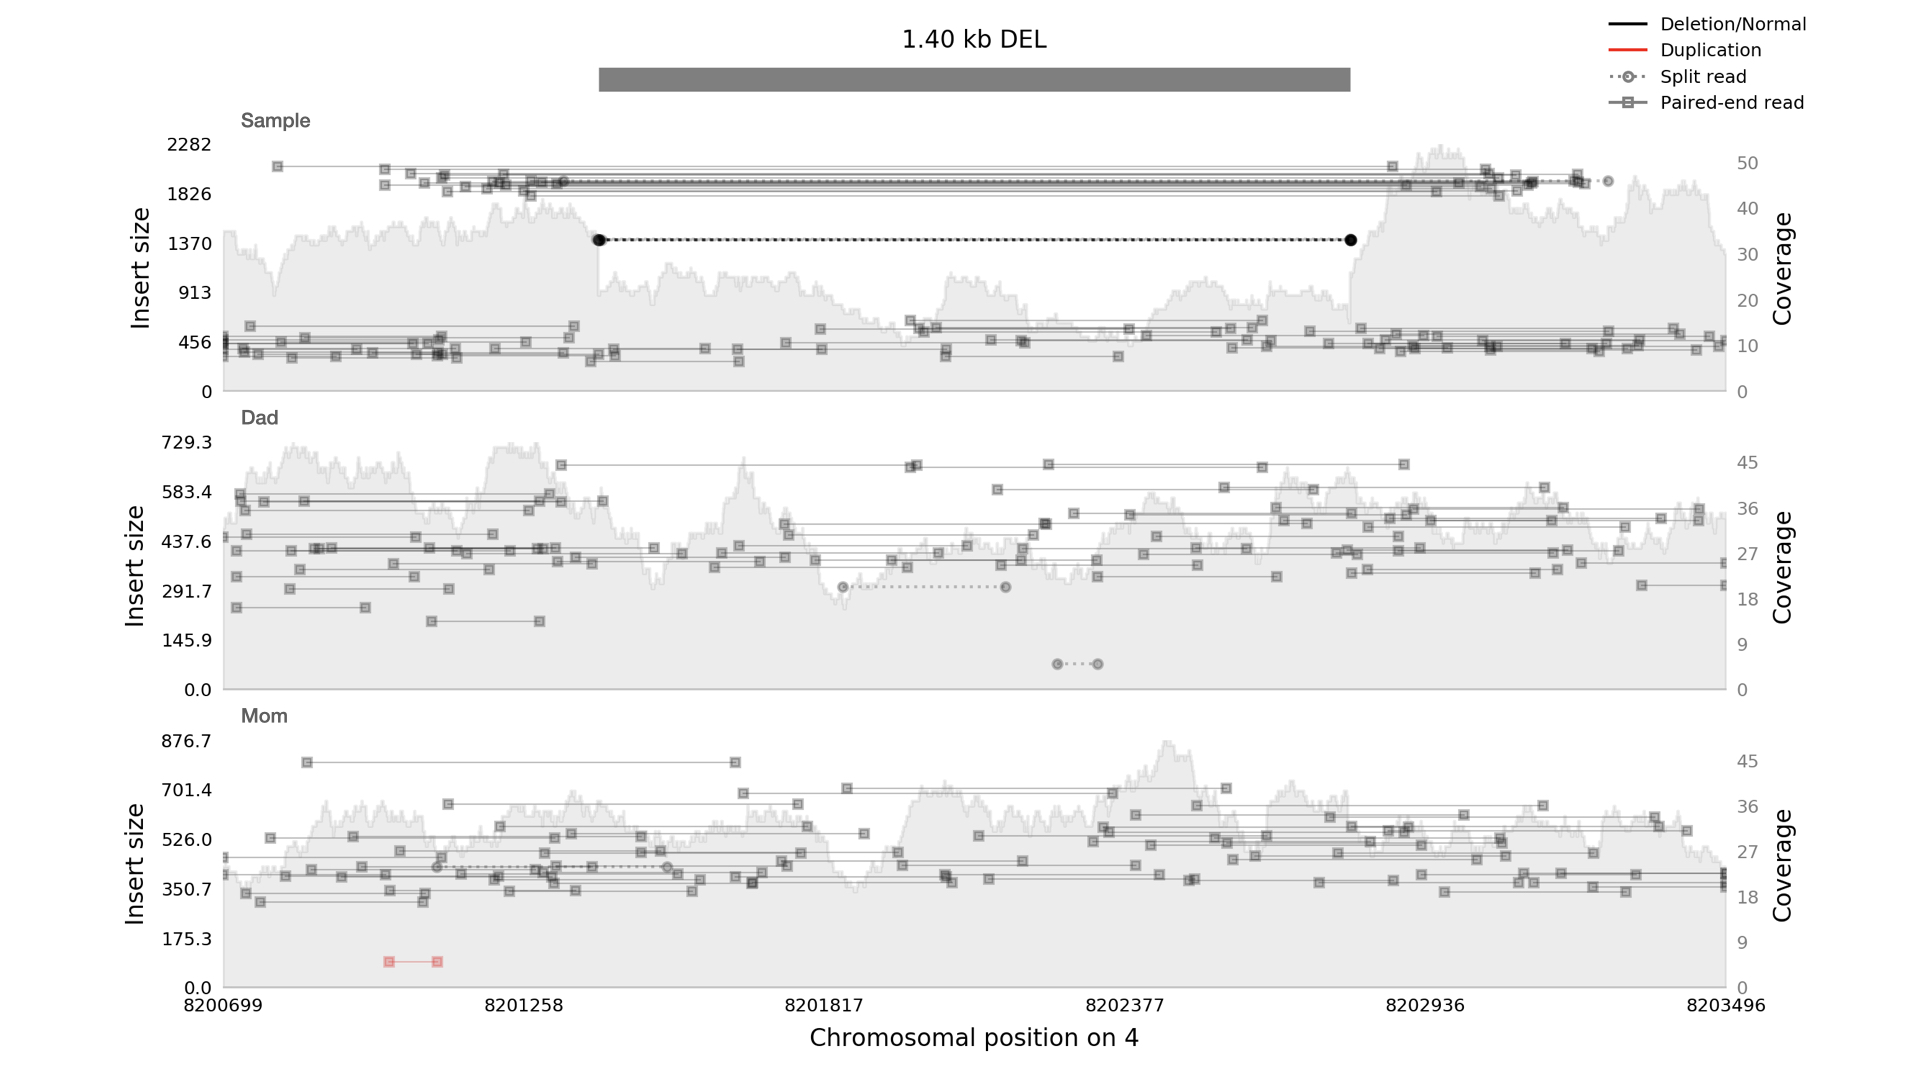 1.40 kb DEL
Deletion/Normal
Duplication
Split read
Paired-end read
Sample
2282
1826
1370
913
456
0
Insert size
50
40
30
20
10
0
Coverage
Dad
729.3
583.4
437.6
291.7
145.9
0.0
Insert size
45
36
27
18
9
0
Coverage
Mom
876.7
701.4
526.0
350.7
175.3
0.0
Insert size
45
36
27
18
9
0
Coverage
8200699 8201258 8201817 8202377 8202936 8203496
Chromosomal position on 4